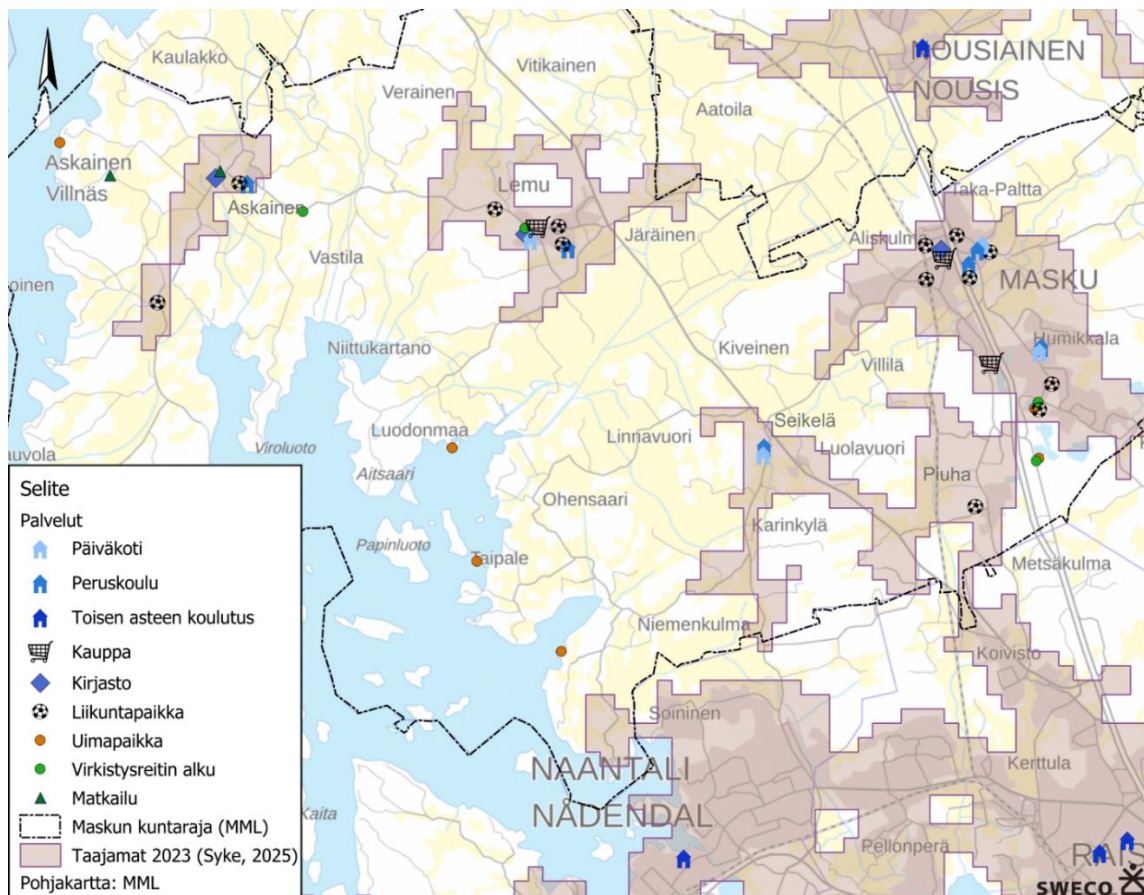 Kaulakko
Vitikainen
NOUSIAINEN
NOUSIS
Verainen
Aatoila
Askainen
Villnäs
Lemu
Taka-Paltta
Askainen
Järäinen
Aliskulm
Vastila
MASKU
oinen
Niittukartano
Kiveinen
Humikkala
Villilä
Luodonmaa
Linnavuori
Seikelä
auvola
Viroluoto
Luolavuori
Aitsaari
Piuha
Ohensaari
Karinkylä
Papinluoto
Taipale
Metsäkulma
Niemenkulma
Koivisto
Soininen
NAANTALI
NÅDENDAL
Kerttula
Kaita
Pellonperä
RAIS
Selite
Palvelut
Päiväkoti
Peruskoulu
Toisen asteen koulutus
Kauppa
Kirjasto
Liikuntapaikka
Uimapaikka
Virkistysreitin alku
Matkailu
Maskun kuntaraja (MML)
Taajamat 2023 (Syke, 2025)
Pohjakartta: MML
SWECO